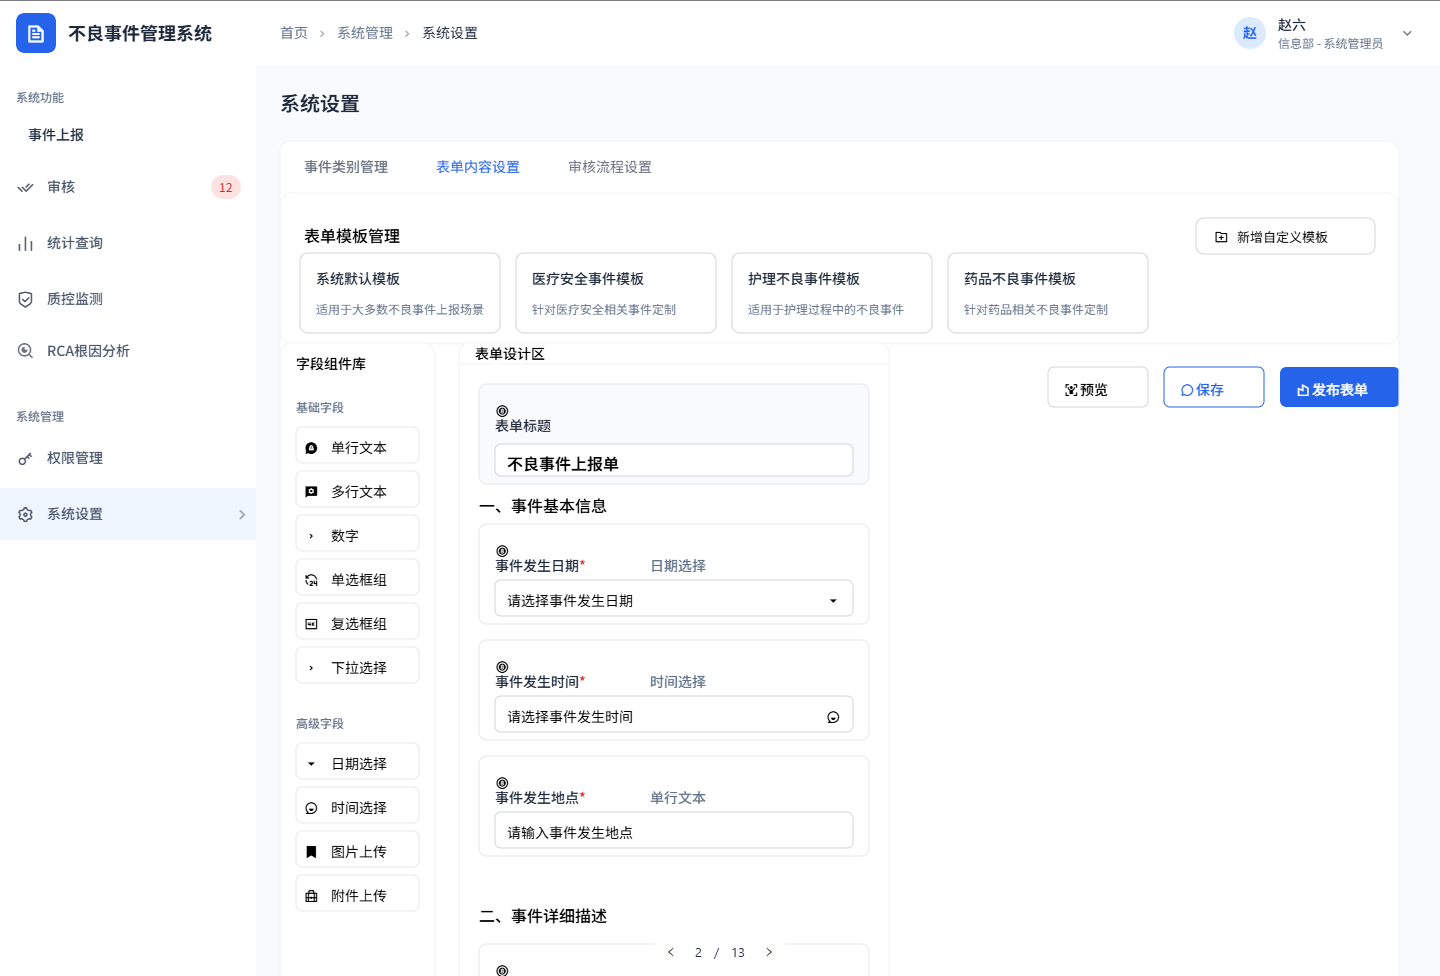 不良事件管理系统
首页 › 系统管理 › 系统设置
赵
赵六
信息部 - 系统管理员
系统功能
事件上报
审核
12
统计查询
质控监测
RCA根因分析
系统管理
权限管理
系统设置
系统设置
事件类别管理
表单内容设置
审核流程设置
表单模板管理
新增自定义模板
系统默认模板
适用于大多数不良事件上报场景
医疗安全事件模板
针对医疗安全相关事件定制
护理不良事件模板
适用于护理过程中的不良事件
药品不良事件模板
针对药品相关不良事件定制
字段组件库
基础字段
单行文本
多行文本
数字
单选框组
复选框组
下拉选择
高级字段
日期选择
时间选择
图片上传
附件上传
表单设计区
表单标题
不良事件上报单
一、事件基本信息
事件发生日期* 日期选择
请选择事件发生日期
事件发生时间* 时间选择
请选择事件发生时间
事件发生地点* 单行文本
请输入事件发生地点
二、事件详细描述
2 / 13
预览
保存
发布表单